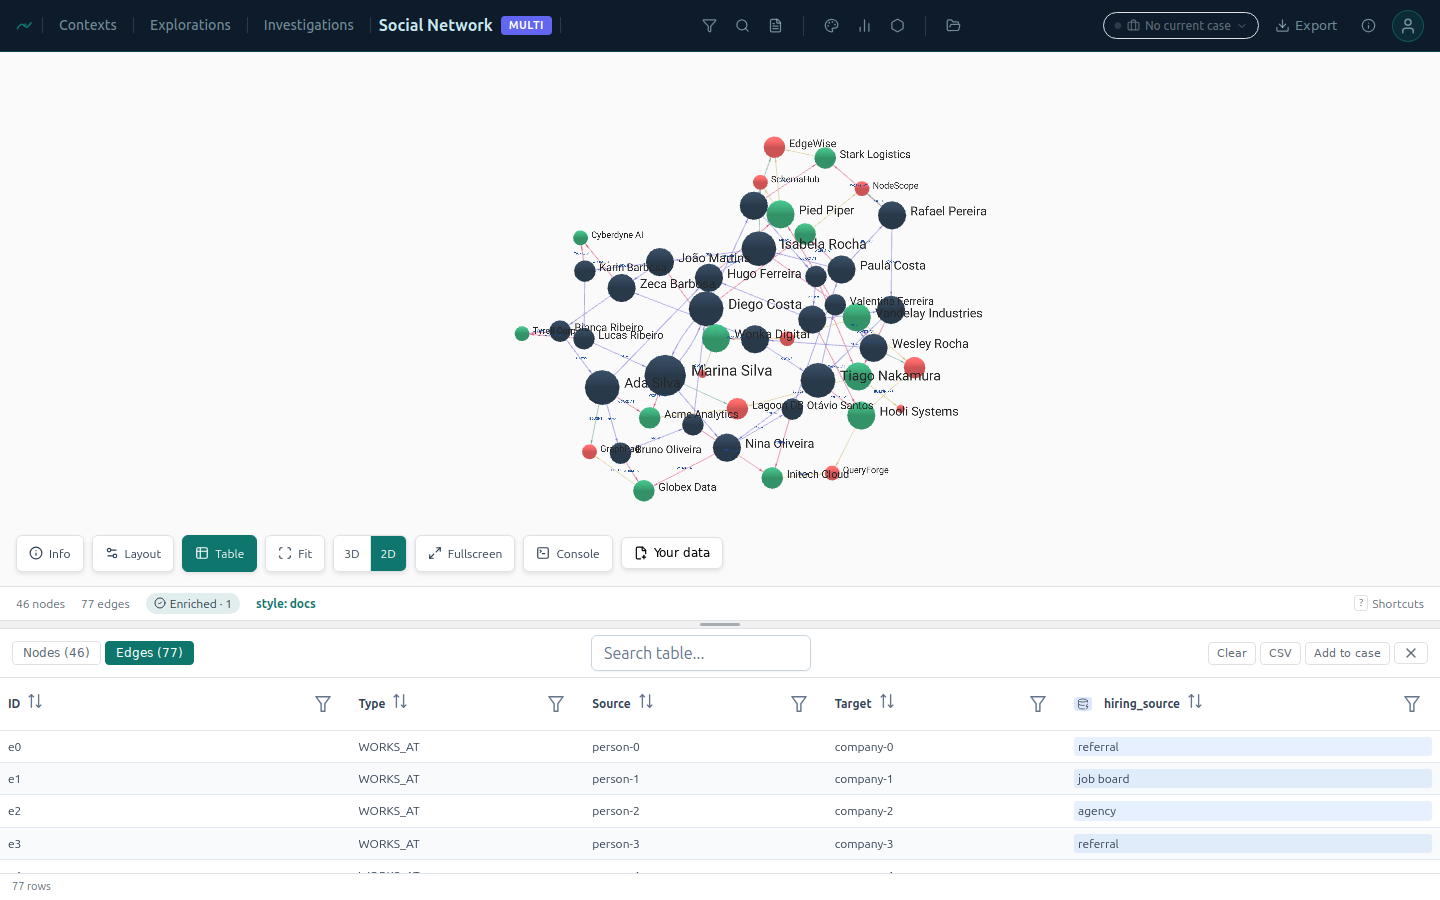 Contexts
Explorations
Investigations
Social Network
MULTI
No current case
Export
EdgeWise
Stark Logistics
SchemaHub
NodeScope
Pied Piper
Rafael Pereira
Cyberdyne AI
Isabela Rocha
João Martins
Karin Barbosa
Paula Costa
Hugo Ferreira
Zeca Barbosa
Valentina Ferreira
Diego Costa
Vandelay Industries
Bianca Ribeiro
Lucas Ribeiro
Wonka Digital
Wesley Rocha
Marina Silva
Tiago Nakamura
Ada Silva
Lagoon DB
Otávio Santos
Acme Analytics
Hooli Systems
Nina Oliveira
Bruno Oliveira
QueryForge
Initech Cloud
Globex Data
Info
Layout
Table
Fit
3D
2D
Fullscreen
Console
Your data
46 nodes
77 edges
Enriched · 1
style: docs
? Shortcuts
Nodes (46)
Edges (77)
Search table...
Clear
CSV
Add to case
ID
Type
Source
Target
hiring_source
e0 WORKS_AT person-0 company-0 referral
e1 WORKS_AT person-1 company-1 job board
e2 WORKS_AT person-2 company-2 agency
e3 WORKS_AT person-3 company-3 referral
77 rows